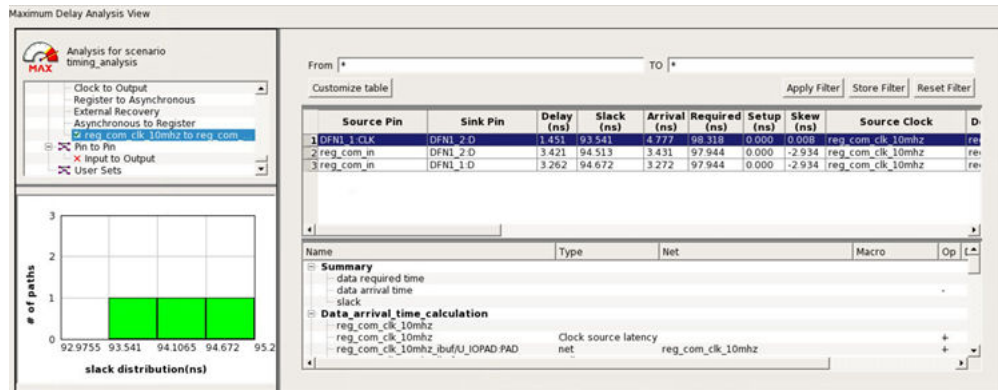 Maximum Delay Analysis View
MAX
Analysis for scenario
timing_analysis
Clock to Output
Register to Asynchronous
External Recovery
Asynchronous to Register
reg_com_clk_10mhz to reg_com
Pin to Pin
Input to Output
User Sets
From * TO *
Customize table Apply Filter Store Filter Reset Filter
Source Pin Sink Pin Delay (ns) Slack (ns) Arrival (ns) Required (ns) Setup (ns) Skew (ns) Source Clock D
1 DFN1_1:CLK DFN1_2:D 1.451 93.541 4.777 98.318 0.000 0.008 reg_com_clk_10mhz re
2 reg_com_in DFN1_2:D 3.421 94.513 3.431 97.944 0.000 -2.934 reg_com_clk_10mhz re
3 reg_com_in DFN1_1:D 3.262 94.672 3.272 97.944 0.000 -2.934 reg_com_clk_10mhz re
Name Type Net Macro Op
Summary
data required time
data arrival time -
slack
Data_arrival_time_calculation
reg_com_clk_10mhz
reg_com_clk_10mhz Clock source latency +
reg_com_clk_10mhz_ibuf/U_IOPAD:PAD net reg_com_clk_10mhz +
# of paths
3
2
1
0
92.9755 93.541 94.1065 94.672 95.2
slack distribution(ns)